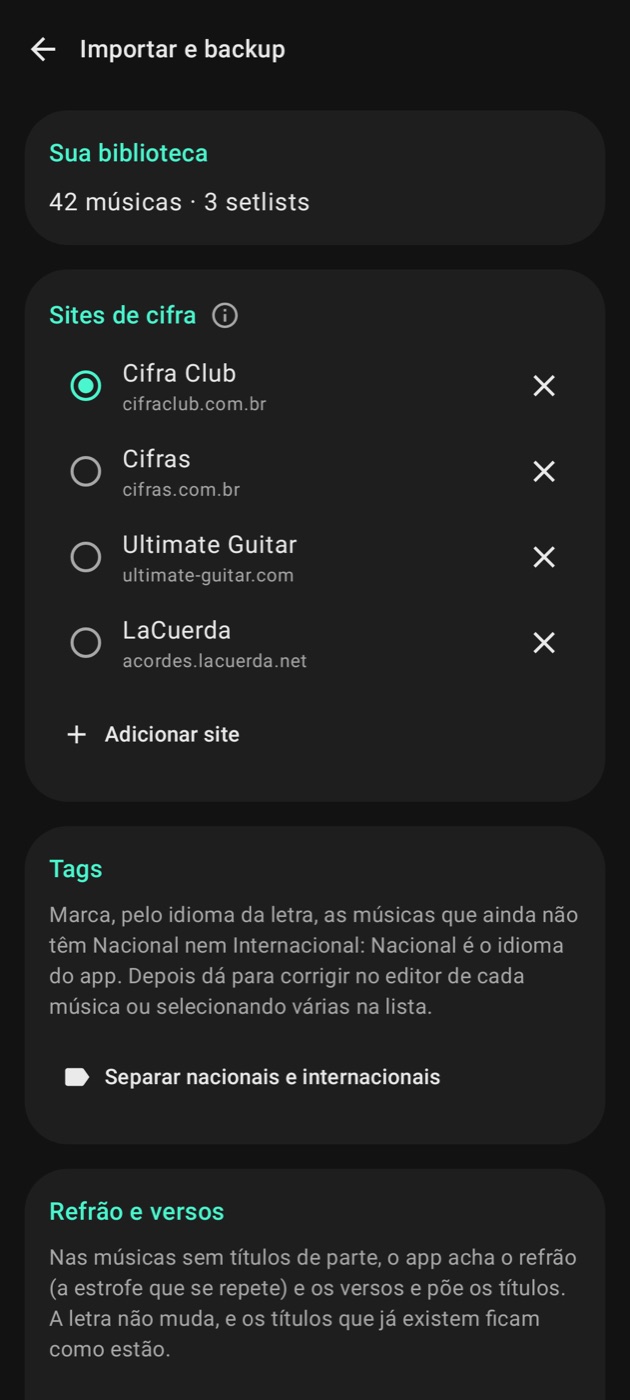 Importar e backup
Sua biblioteca
42 músicas · 3 setlists
Sites de cifra
Cifra Club
cifraclub.com.br
Cifras
cifras.com.br
Ultimate Guitar
ultimate-guitar.com
LaCuerda
acordes.lacuerda.net
Adicionar site
Tags
Marca, pelo idioma da letra, as músicas que ainda não
têm Nacional nem Internacional: Nacional é o idioma
do app. Depois dá para corrigir no editor de cada
música ou selecionando várias na lista.
Separar nacionais e internacionais
Refrão e versos
Nas músicas sem títulos de parte, o app acha o refrão
(a estrofe que se repete) e os versos e põe os títulos.
A letra não muda, e os títulos que já existem ficam
como estão.